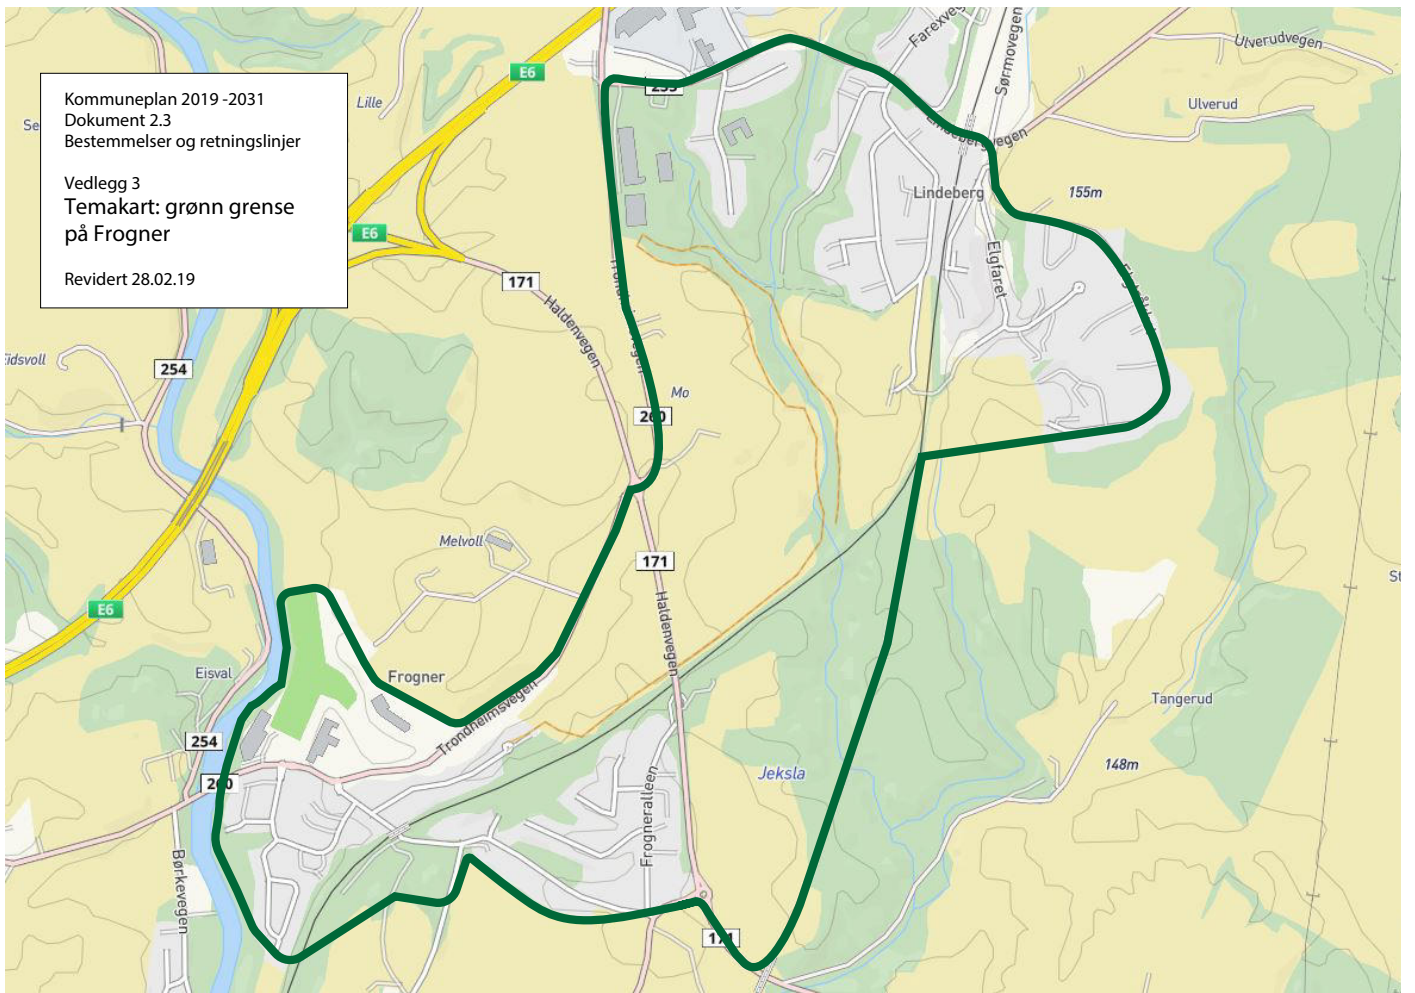 Kommuneplan 2019 -2031
Dokument 2.3
Bestemmelser og retningslinjer
Vedlegg 3
Temakart: grønn grense
på Frogner
Revidert 28.02.19
E6
Lille
Farexveg
Sørmovegen
Ulverudvegen
Ulverud
Lindeberg
155m
Elgfaret
E6
171
Haldenvegen
254
Mo
260
Melvoll
171
Haldenvegen
E6
Eisval
Frogner
Trondheimsvegen
254
260
Jeksla
Tangerud
148m
Frogneralleen
Børkevegen
171